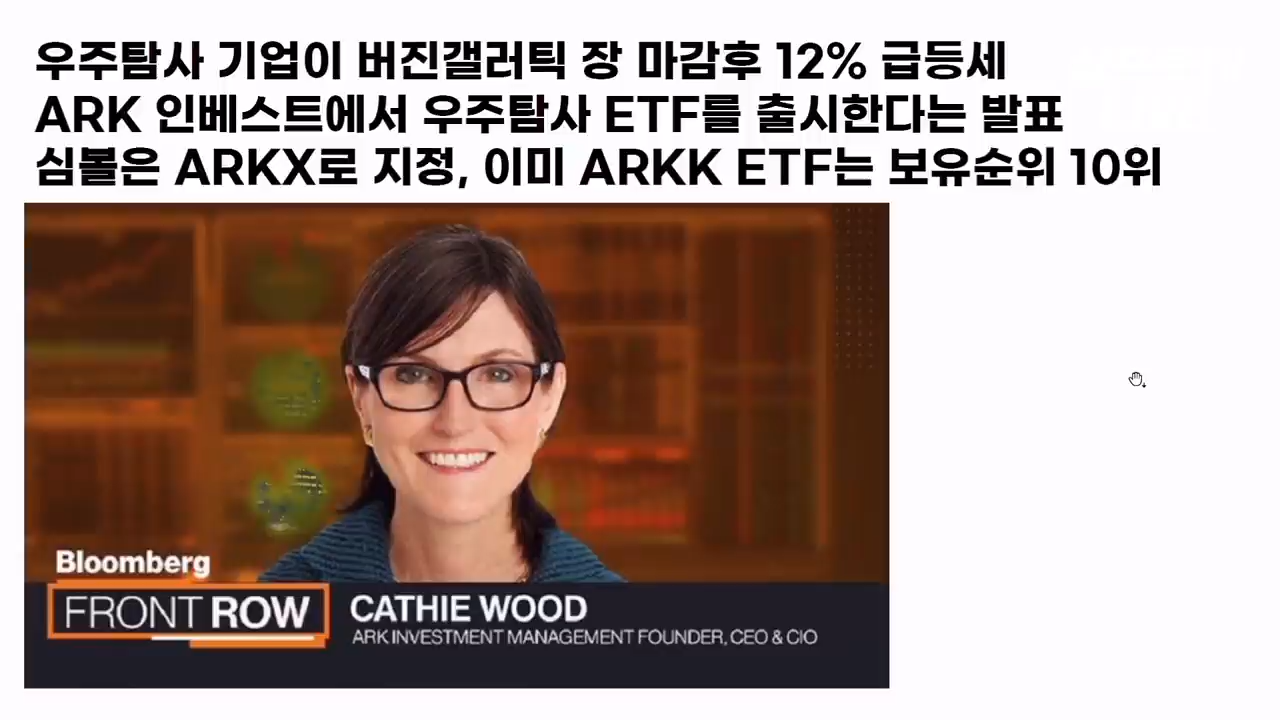 우주탐사 기업이 버진갤러틱 장 마감후 12% 급등세
ARK 인베스트에서 우주탐사 ETF를 출시한다는 발표
심볼은 ARKX로 지정, 이미 ARKK ETF는 보유순위 10위
Bloomberg
FRONT ROW
CATHIE WOOD
ARK INVESTMENT MANAGEMENT FOUNDER, CEO & CIO